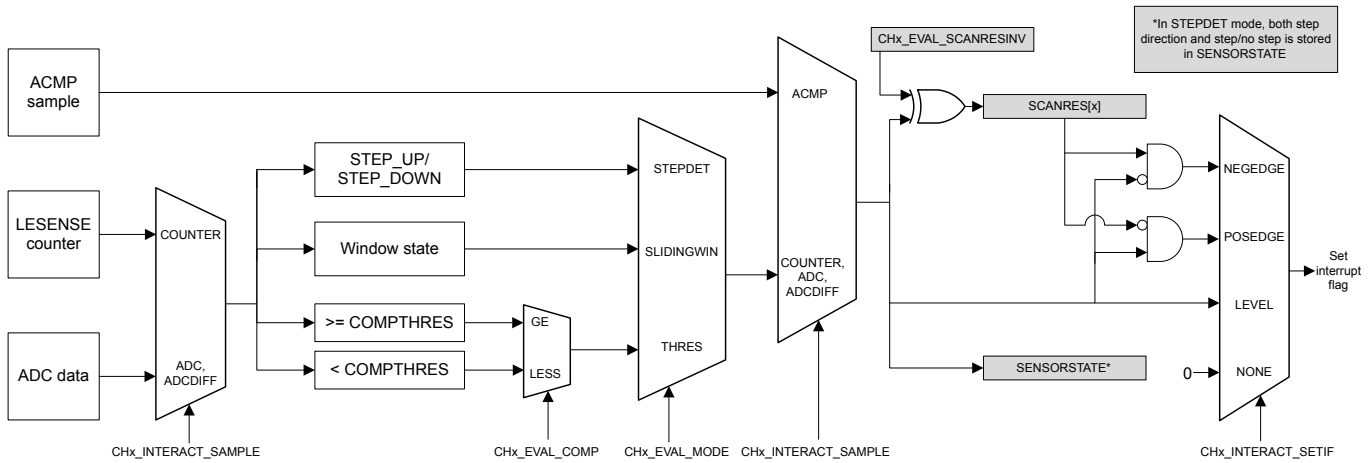 *In STEPDET mode, both step
direction and step/no step is stored
in SENSORSTATE
CHx_EVAL_SCANRESINV
ACMP
sample
ACMP
SCANRES[x]
STEP_UP/
STEP_DOWN
STEPDET
NEGEDGE
LESENSE
counter
COUNTER
Window state
SLIDINGWIN
COUNTER,
ADC,
ADCDIFF
POSEDGE
Set
interrupt
flag
>= COMPTHRES
GE
LEVEL
ADC data
ADC,
ADCDIFF
< COMPTHRES
LESS
THRES
SENSORSTATE*
0
NONE
CHx_INTERACT_SAMPLE
CHx_EVAL_COMP
CHx_EVAL_MODE
CHx_INTERACT_SAMPLE
CHx_INTERACT_SETIF